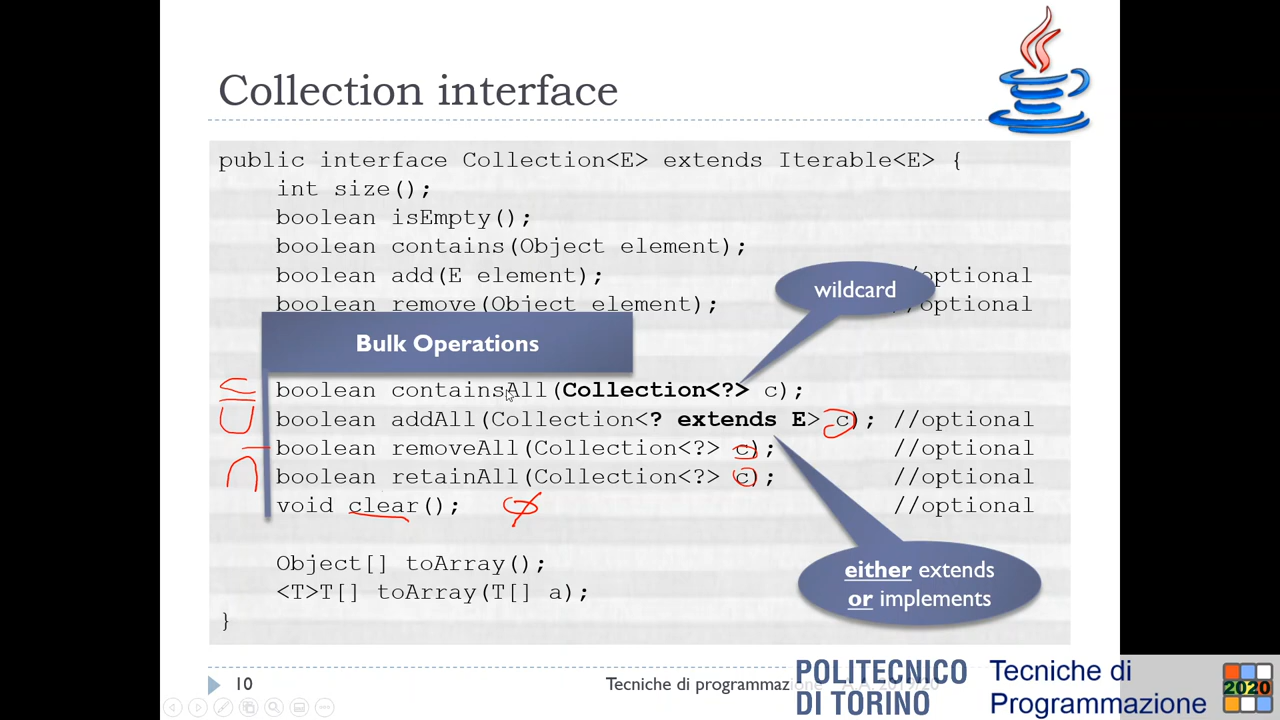 Collection interface
public interface Collection<E> extends Iterable<E> {
int size();
boolean isEmpty();
boolean contains(Object element);
boolean add(E element); //optional
wildcard
boolean remove(Object element); //optional
Bulk Operations
boolean containsAll(Collection<?> c);
boolean addAll(Collection<? extends E> c); //optional
boolean removeAll(Collection<?> c); //optional
boolean retainAll(Collection<?> c); //optional
void clear(); //optional
Object[] toArray();
<T>T[] toArray(T[] a);
}
either extends
or implements
10
Tecniche di programmazione A.A. 2019/20
POLITECNICO
DI TORINO
Tecniche di
Programmazione
2020